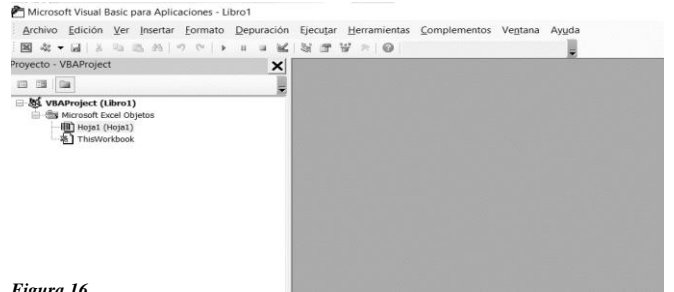 Microsoft Visual Basic para Aplicaciones - Libro1
Archivo Edición Ver Insertar Formato Depuración Ejecutar Herramientas Complementos Ventana Ayuda
Proyecto - VBAProject
VBAProject (Libro1)
Microsoft Excel Objetos
Hoja1 (Hoja1)
ThisWorkbook
Figura 16